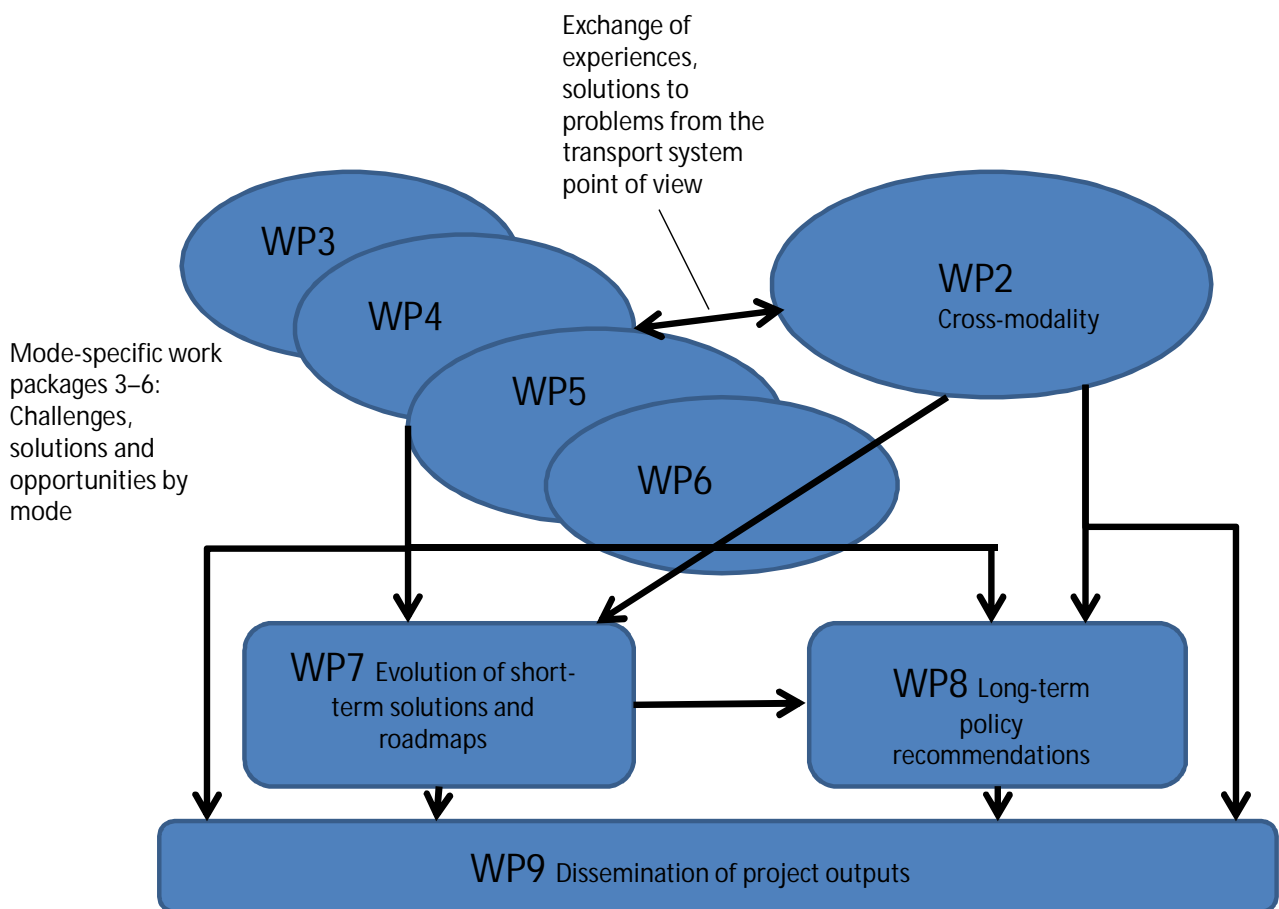 Exchange of
experiences,
solutions to
problems from the
transport system
point of view
WP3
WP4
WP5
WP6
WP2
Cross-modality
Mode-specific work
packages 3–6:
Challenges,
solutions and
opportunities by
mode
WP7 Evolution of short-
term solutions and
roadmaps
WP8 Long-term
policy
recommendations
WP9 Dissemination of project outputs